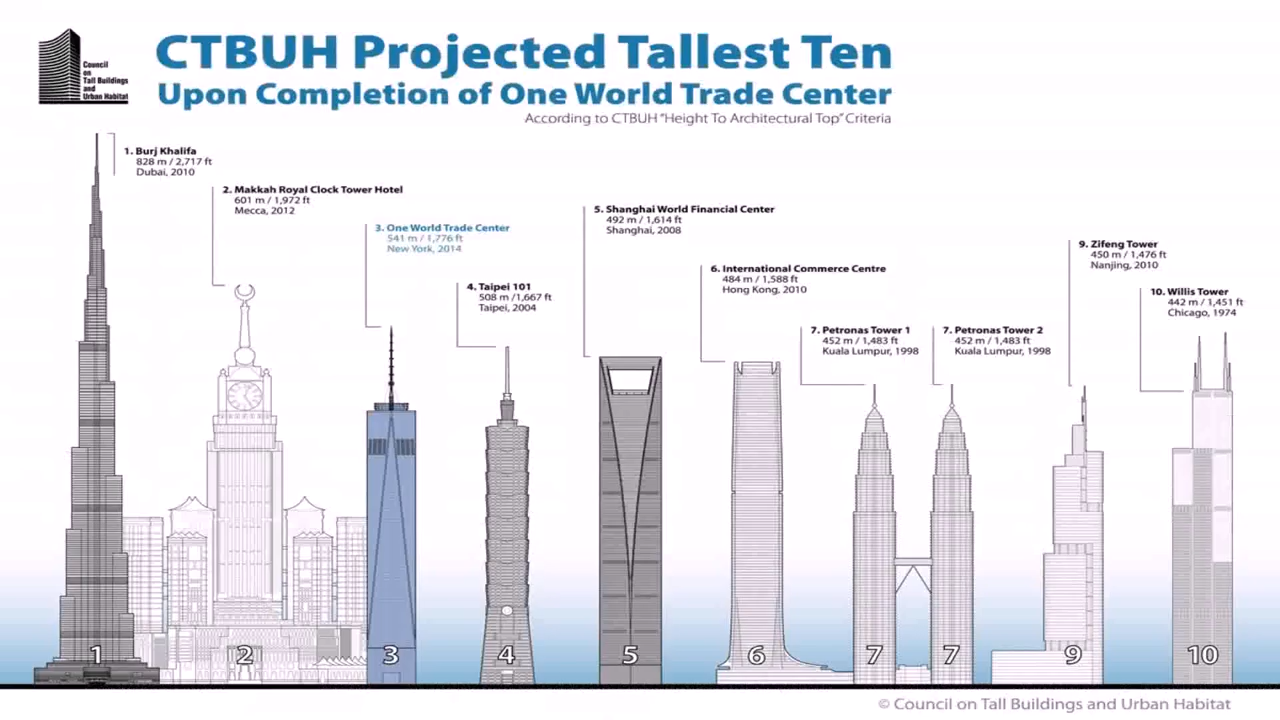 Council
on
Tall Buildings
and
Urban Habitat
CTBUH Projected Tallest Ten
Upon Completion of One World Trade Center
According to CTBUH "Height To Architectural Top" Criteria
1. Burj Khalifa
828 m / 2,717 ft
Dubai, 2010
2. Makkah Royal Clock Tower Hotel
601 m / 1,972 ft
Mecca, 2012
3. One World Trade Center
541 m / 1,776 ft
New York, 2014
4. Taipei 101
508 m /1,667 ft
Taipei, 2004
5. Shanghai World Financial Center
492 m / 1,614 ft
Shanghai, 2008
6. International Commerce Centre
484 m / 1,588 ft
Hong Kong, 2010
7. Petronas Tower 1
452 m / 1,483 ft
Kuala Lumpur, 1998
7. Petronas Tower 2
452 m / 1,483 ft
Kuala Lumpur, 1998
9. Zifeng Tower
450 m / 1,476 ft
Nanjing, 2010
10. Willis Tower
442 m / 1,451 ft
Chicago, 1974
1 2 3 4 5 6 7 7 9 10
© Council on Tall Buildings and Urban Habitat